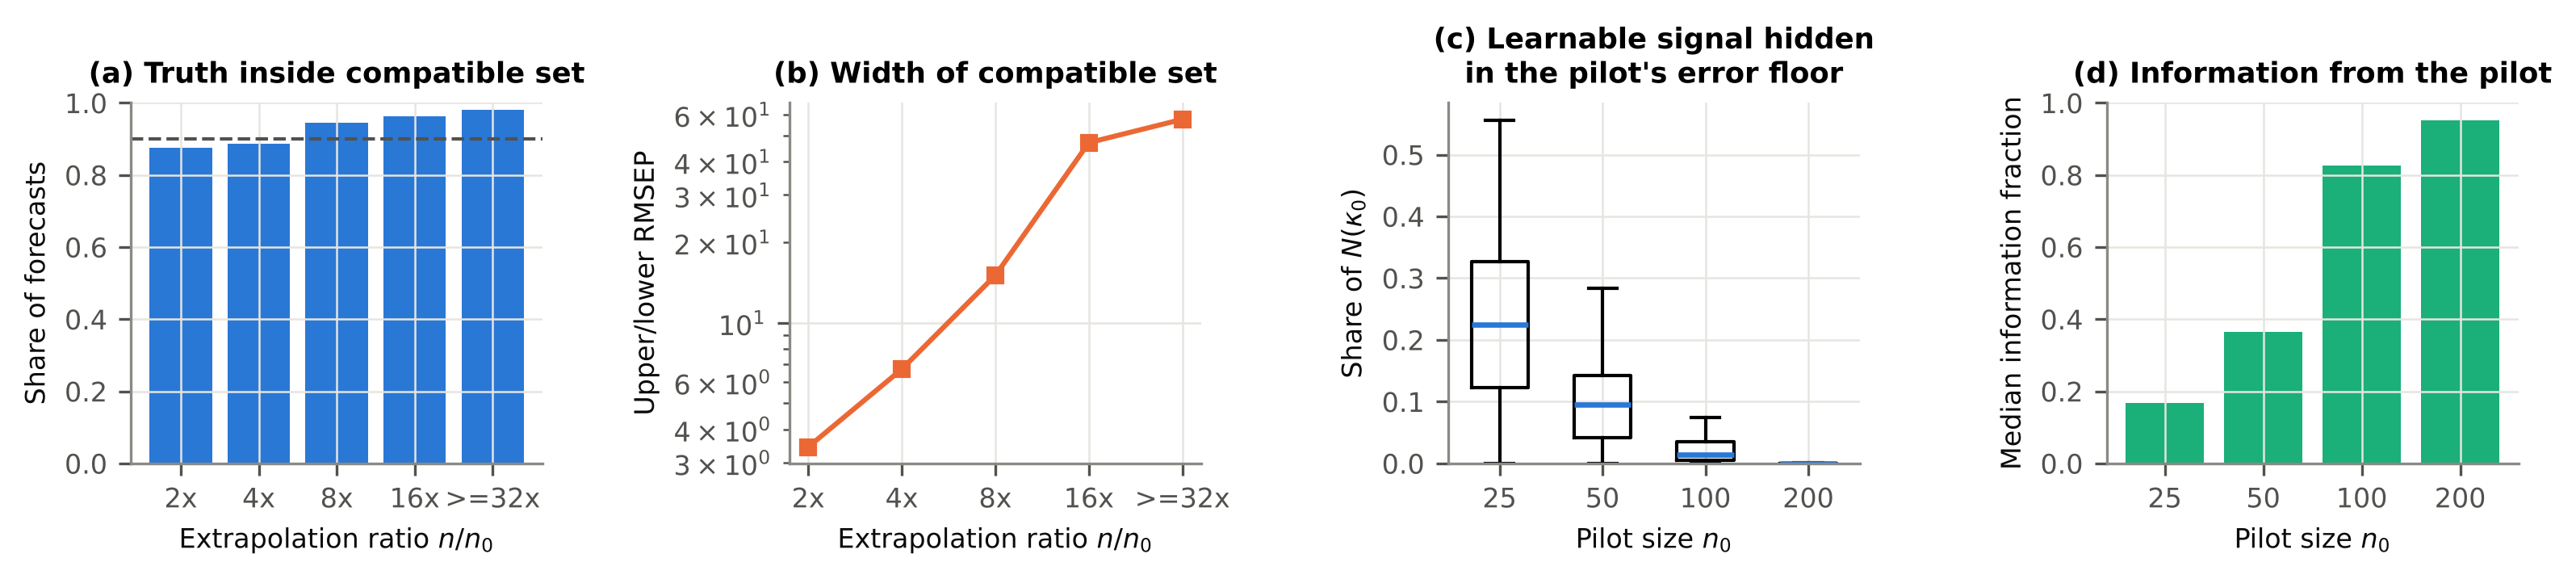 (a) Truth inside compatible set
1.0
0.8
0.6
0.4
0.2
0.0
Share of forecasts
2x 4x 8x 16x >=32x
Extrapolation ratio n/n₀
(b) Width of compatible set
6 × 10¹
4 × 10¹
3 × 10¹
2 × 10¹
10¹
6 × 10⁰
4 × 10⁰
3 × 10⁰
Upper/lower RMSEP
2x 4x 8x 16x >=32x
Extrapolation ratio n/n₀
(c) Learnable signal hidden
in the pilot's error floor
0.5
0.4
0.3
0.2
0.1
0.0
Share of N(κ₀)
25 50 100 200
Pilot size n₀
(d) Information from the pilot
1.0
0.8
0.6
0.4
0.2
0.0
Median information fraction
25 50 100 200
Pilot size n₀